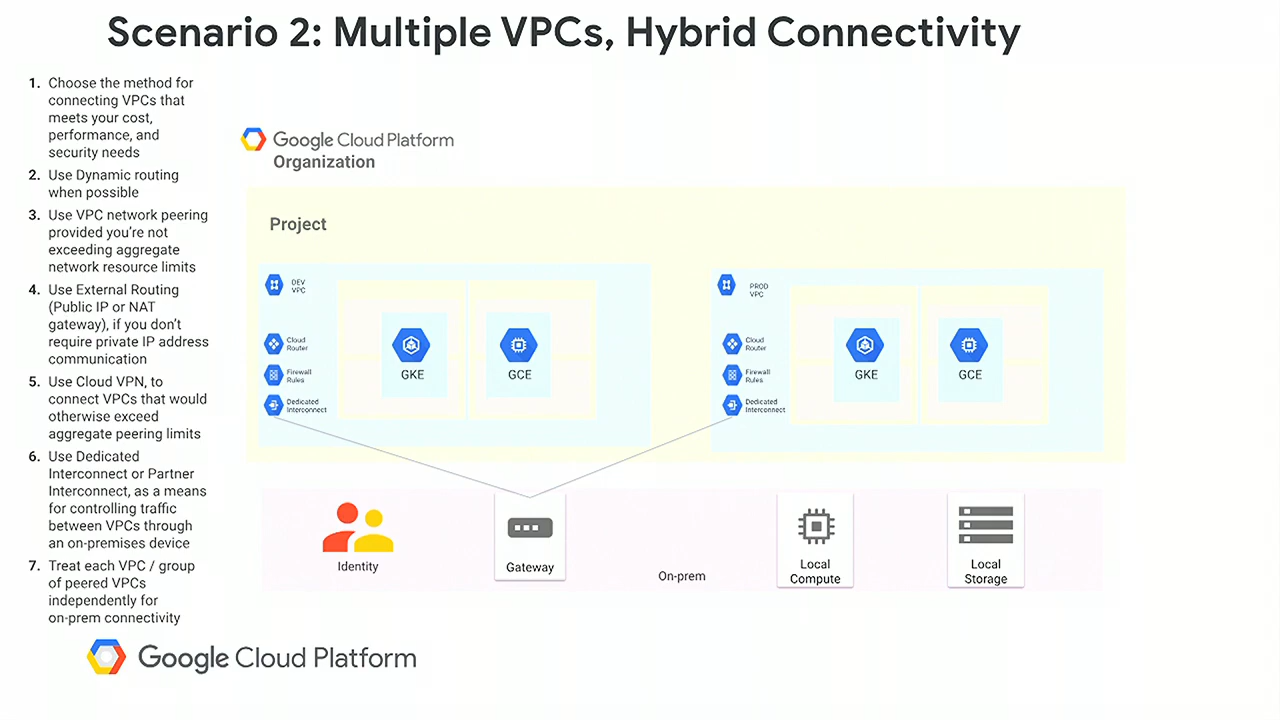 Scenario 2: Multiple VPCs, Hybrid Connectivity
1. Choose the method for
connecting VPCs that
meets your cost,
performance, and
security needs
2. Use Dynamic routing
when possible
3. Use VPC network peering
provided you're not
exceeding aggregate
network resource limits
4. Use External Routing
(Public IP or NAT
gateway), if you don't
require private IP address
communication
5. Use Cloud VPN, to
connect VPCs that would
otherwise exceed
aggregate peering limits
6. Use Dedicated
Interconnect or Partner
Interconnect, as a means
for controlling traffic
between VPCs through
an on-premises device
7. Treat each VPC / group
of peered VPCs
independently for
on-prem connectivity
Google Cloud Platform
Organization
Project
DEV
VPC
Cloud
Router
Firewall
Rules
Dedicated
Interconnect
GKE
GCE
PROD
VPC
Cloud
Router
Firewall
Rules
Dedicated
Interconnect
GKE
GCE
Identity
Gateway
On-prem
Local
Compute
Local
Storage
Google Cloud Platform